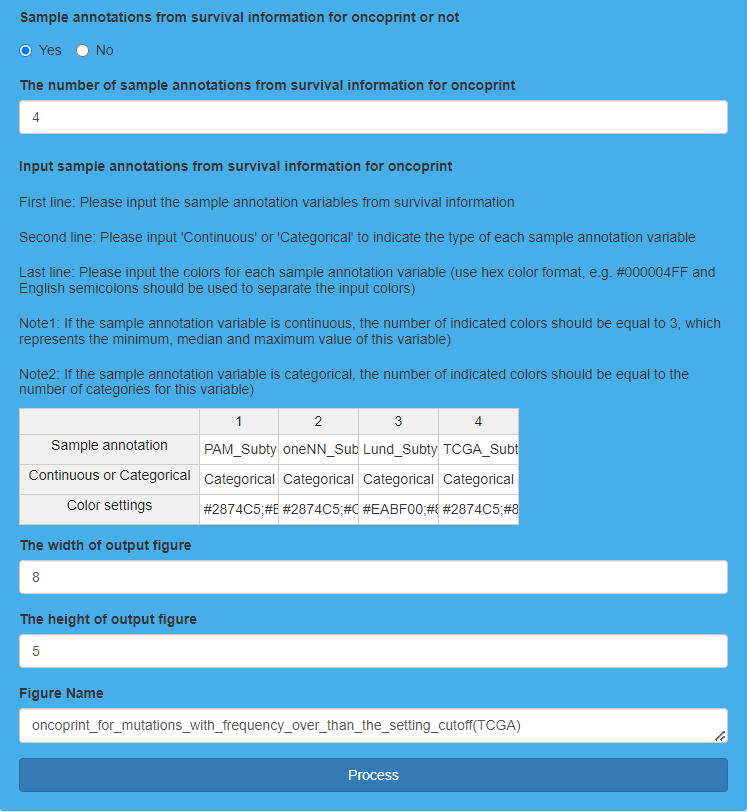 Sample annotations from survival information for oncoprint or not
Yes No
The number of sample annotations from survival information for oncoprint
4
Input sample annotations from survival information for oncoprint
First line: Please input the sample annotation variables from survival information
Second line: Please input 'Continuous' or 'Categorical' to indicate the type of each sample annotation variable
Last line: Please input the colors for each sample annotation variable (use hex color format, e.g. #000004FF and
English semicolons should be used to separate the input colors)
Note1: If the sample annotation variable is continuous, the number of indicated colors should be equal to 3, which
represents the minimum, median and maximum value of this variable)
Note2: If the sample annotation variable is categorical, the number of indicated colors should be equal to the
number of categories for this variable)
1 2 3 4
Sample annotation PAM_Subty oneNN_Sub Lund_Subty TCGA_Subt
Continuous or Categorical Categorical Categorical Categorical Categorical
Color settings #2874C5;#E #2874C5;#C #EABF00;#8 #2874C5;#8
The width of output figure
8
The height of output figure
5
Figure Name
oncoprint_for_mutations_with_frequency_over_than_the_setting_cutoff(TCGA)
Process